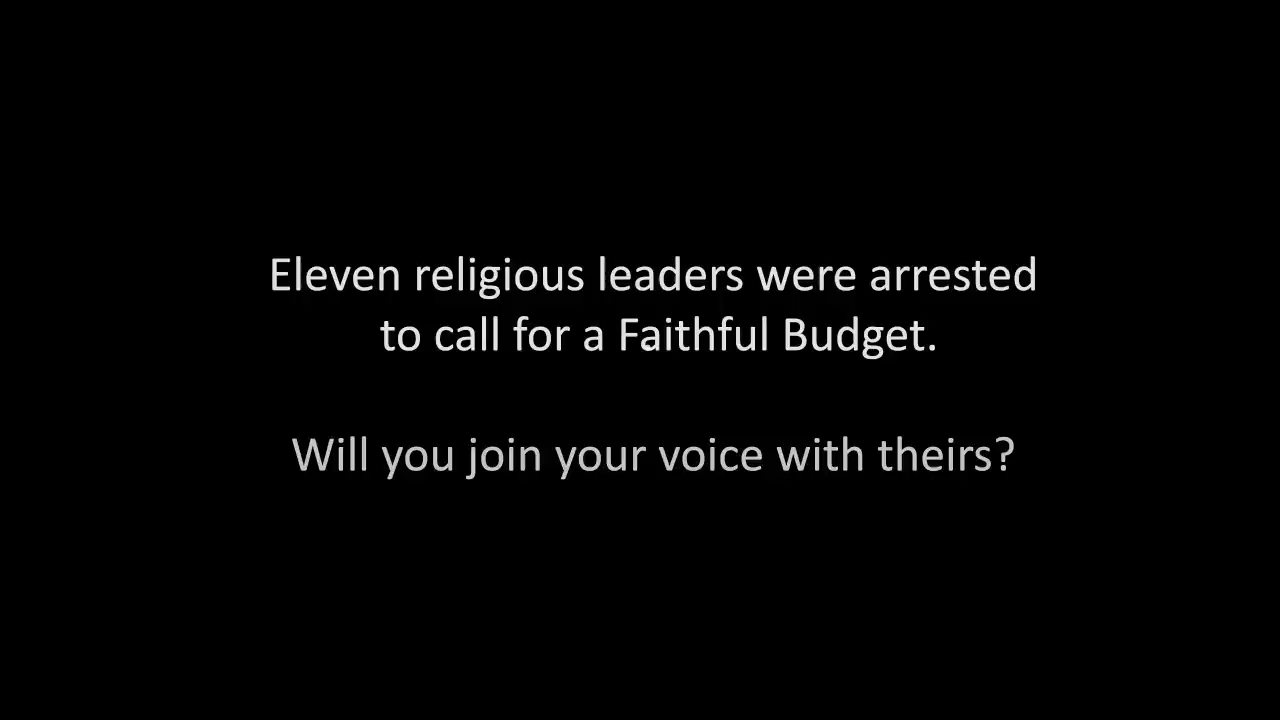 Eleven religious leaders were arrested
to call for a Faithful Budget.
Will you join your voice with theirs?